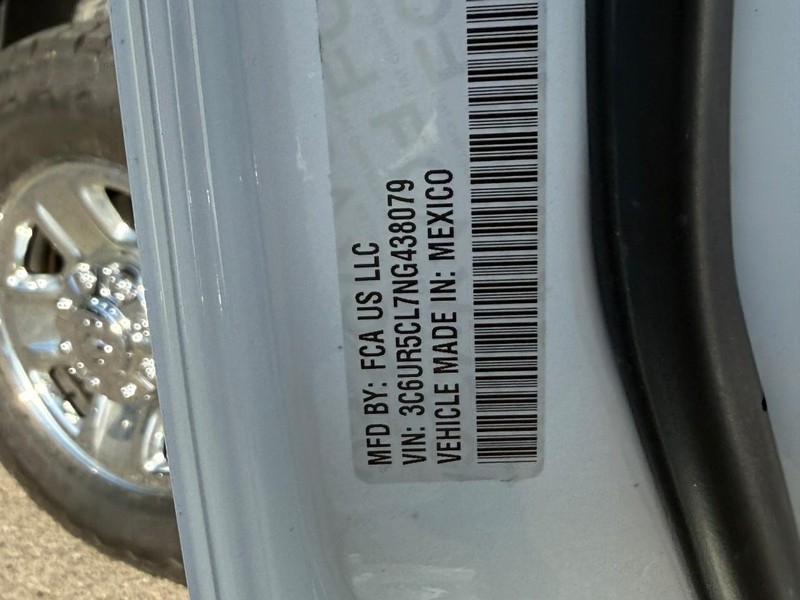 MFD BY: FCA US LLC
VIN: 3C6UR5CL7NG438079
VEHICLE MADE IN: MEXICO